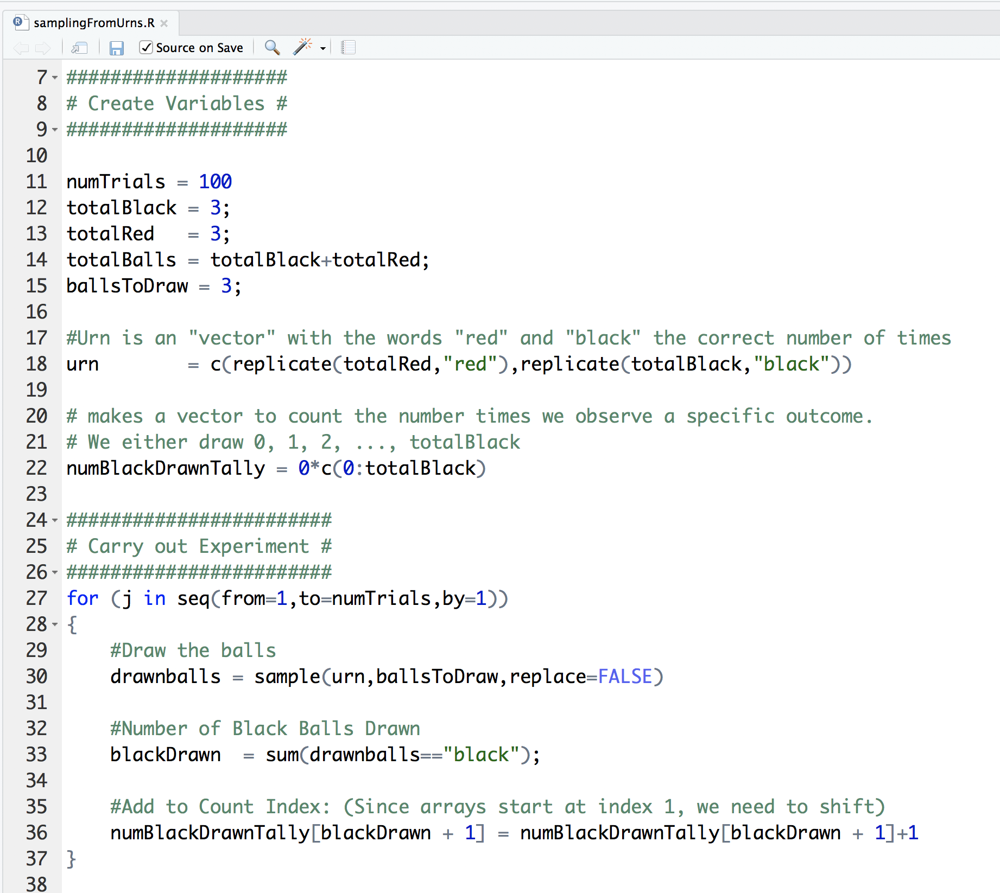 samplingFromUrns.R
Source on Save
7 ####################
8 # Create Variables #
9 ####################
10
11 numTrials = 100
12 totalBlack = 3;
13 totalRed   = 3;
14 totalBalls = totalBlack+totalRed;
15 ballsToDraw = 3;
16
17 #Urn is an "vector" with the words "red" and "black" the correct number of times
18 urn        = c(replicate(totalRed,"red"),replicate(totalBlack,"black"))
19
20 # makes a vector to count the number times we observe a specific outcome.
21 # We either draw 0, 1, 2, ..., totalBlack
22 numBlackDrawnTally = 0*c(0:totalBlack)
23
24 ########################
25 # Carry out Experiment #
26 ########################
27 for (j in seq(from=1,to=numTrials,by=1))
28 {
29     #Draw the balls
30     drawnballs = sample(urn,ballsToDraw,replace=FALSE)
31
32     #Number of Black Balls Drawn
33     blackDrawn  = sum(drawnballs=="black");
34
35     #Add to Count Index: (Since arrays start at index 1, we need to shift)
36     numBlackDrawnTally[blackDrawn + 1] = numBlackDrawnTally[blackDrawn + 1]+1
37 }
38